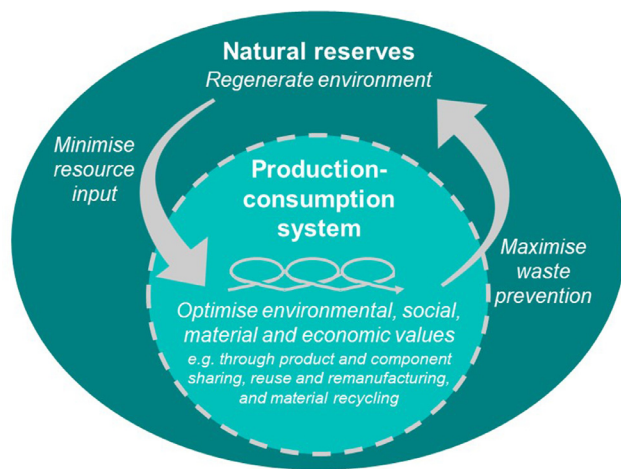 Natural reserves
Regenerate environment
Minimise
resource
input
Production-
consumption
system
Maximise
waste
prevention
Optimise environmental, social,
material and economic values
e.g. through product and component
sharing, reuse and remanufacturing,
and material recycling